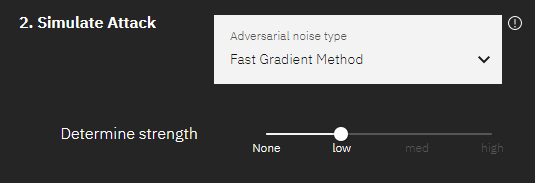 2. Simulate Attack
Adversarial noise type
Fast Gradient Method
Determine strength
None low med high